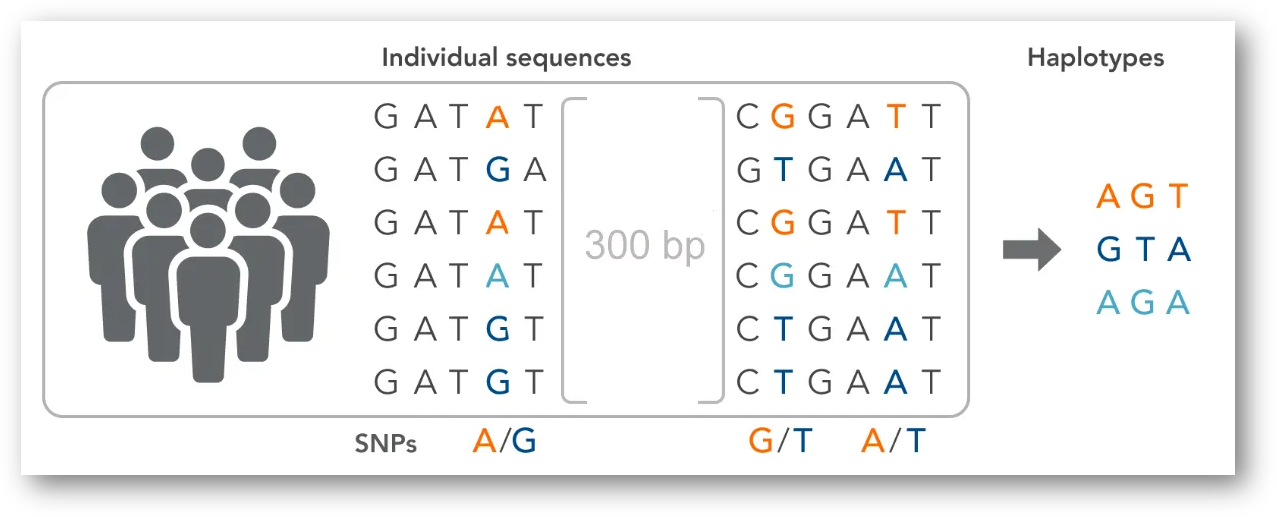 Individual sequences Haplotypes
G A T A T C G G A T T
G A T G A G T G A A T
G A T A T C G G A T T
A G T
300 bp
G T A
G A T A T C G G A A T
A G A
G A T G T C T G A A T
G A T G T C T G A A T
SNPs A/G G/T A/T